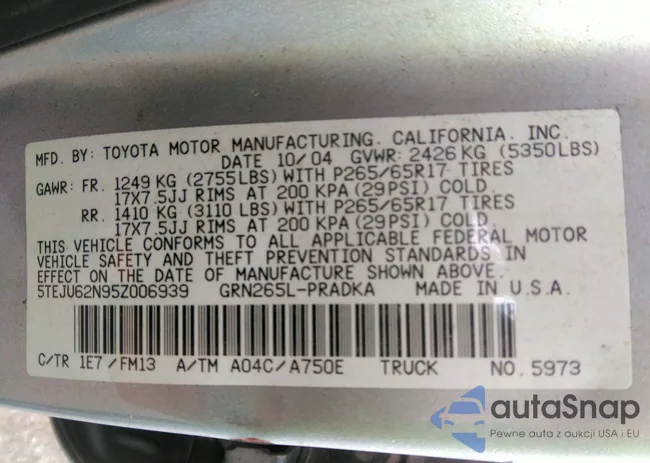 MFD. BY: TOYOTA MOTOR MANUFACTURING. CALIFORNIA. INC.
DATE 10/04 GVWR: 2426 KG (5350LBS)
GAWR: FR. 1249 KG (2755LBS) WITH P265/65R17 TIRES
17X7.5JJ RIMS AT 200 KPA (29PSI) COLD.
RR. 1410 KG (3110 LBS) WITH P265/65R17 TIRES
17X7.5JJ RIMS AT 200 KPA (29PSI) COLD.
THIS VEHICLE CONFORMS TO ALL APPLICABLE FEDERAL MOTOR
VEHICLE SAFETY AND THEFT PREVENTION STANDARDS IN
EFFECT ON THE DATE OF MANUFACTURE SHOWN ABOVE.
5TEJU62N95Z006939 GRN265L-PRADKA MADE IN U.S.A.
C/TR 1E7/FM13 A/TM A04C/A750E TRUCK NO.5973
autaSnap
Pewne auta z aukcji USA i EU